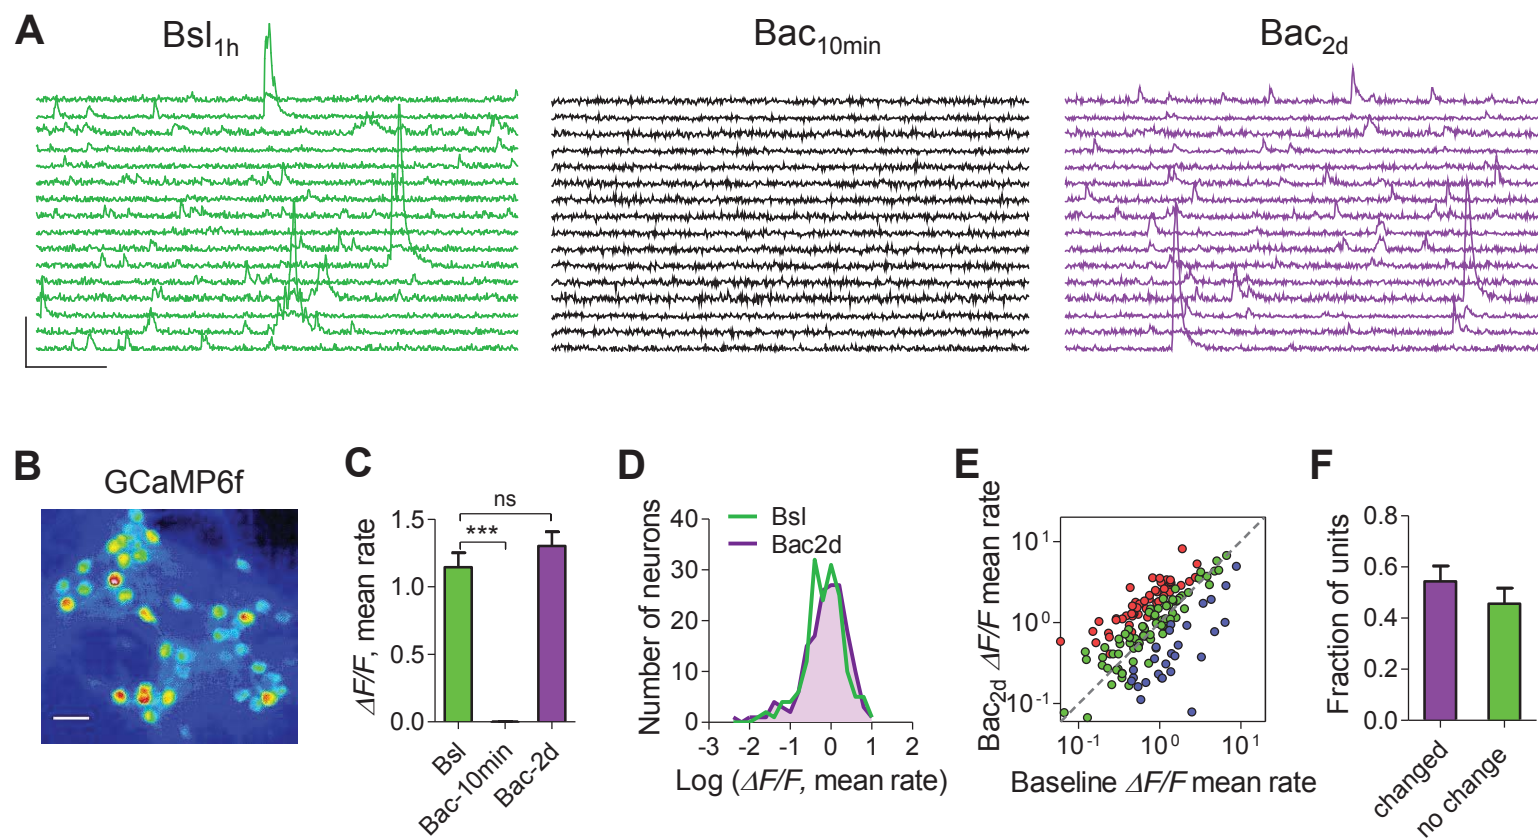 A
Bsl1h
Bac10min
Bac2d
B
GCaMP6f
C
ΔF/F, mean rate
1.5
1.0
0.5
0.0
ns
***
Bsl
Bac-10min
Bac-2d
D
Number of neurons
40
30
20
10
0
Bsl
Bac2d
-3 -2 -1 0 1 2
Log (ΔF/F, mean rate)
E
Bac2d ΔF/F mean rate
10^1
10^0
10^-1
10^-1 10^0 10^1
Baseline ΔF/F mean rate
F
Fraction of units
0.8
0.6
0.4
0.2
0.0
changed
no change